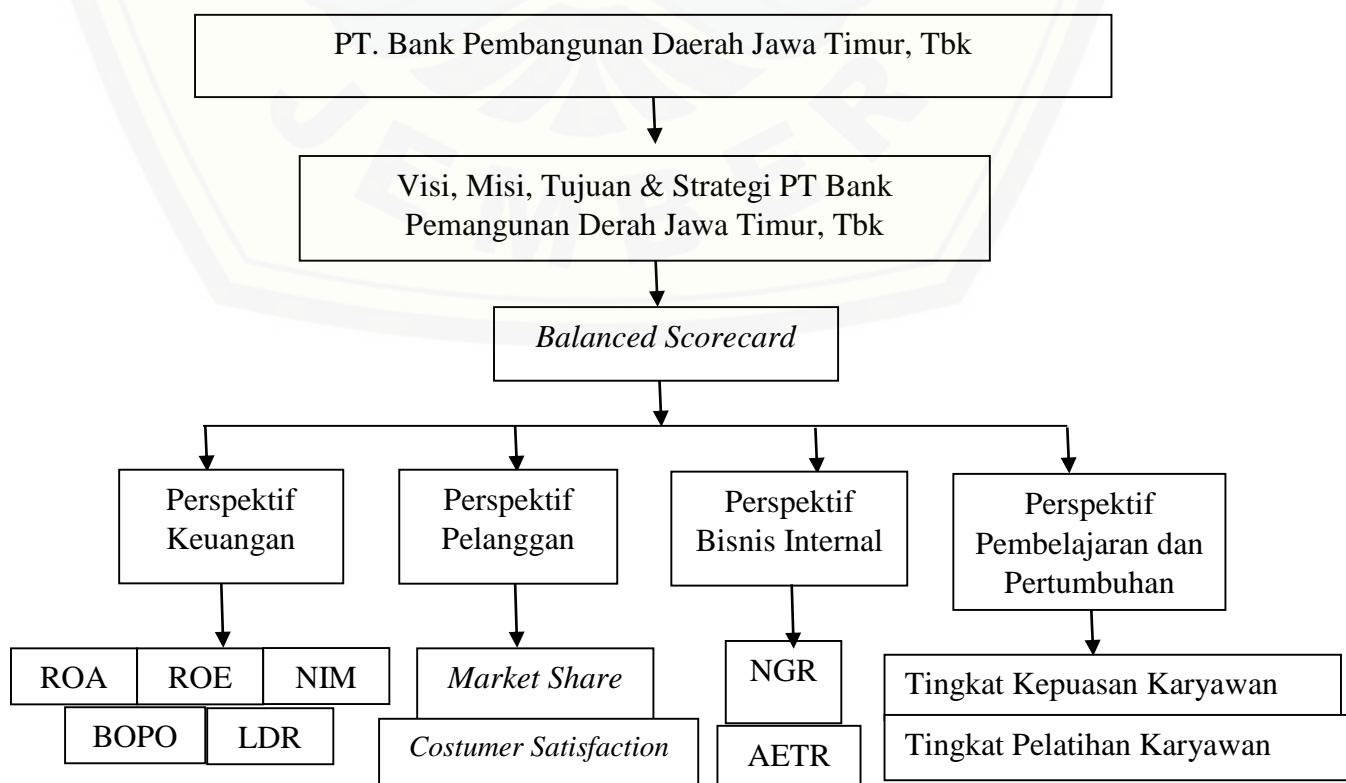 PT. Bank Pembangunan Daerah Jawa Timur, Tbk
JEMBER
Visi, Misi, Tujuan & Strategi PT Bank
Pemangunan Derah Jawa Timur, Tbk
Balanced Scorecard
Perspektif
Keuangan
Perspektif
Pelanggan
Perspektif
Bisnis Internal
Perspektif
Pembelajaran dan
Pertumbuhan
ROA
ROE
NIM
BOPO
LDR
Market Share
Costumer Satisfaction
NGR
AETR
Tingkat Kepuasan Karyawan
Tingkat Pelatihan Karyawan